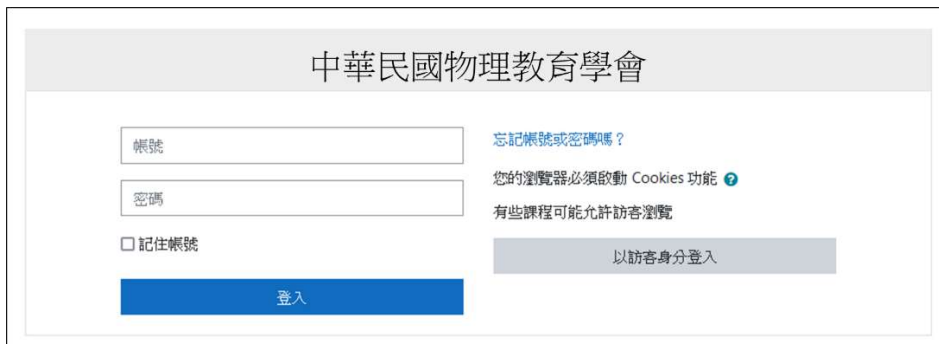 中華民國物理教育學會
帳號
密碼
記住帳號
登入
忘記帳號或密碼嗎？
您的瀏覽器必須啟動 Cookies 功能 ?
有些課程可能允許訪客瀏覽
以訪客身分登入